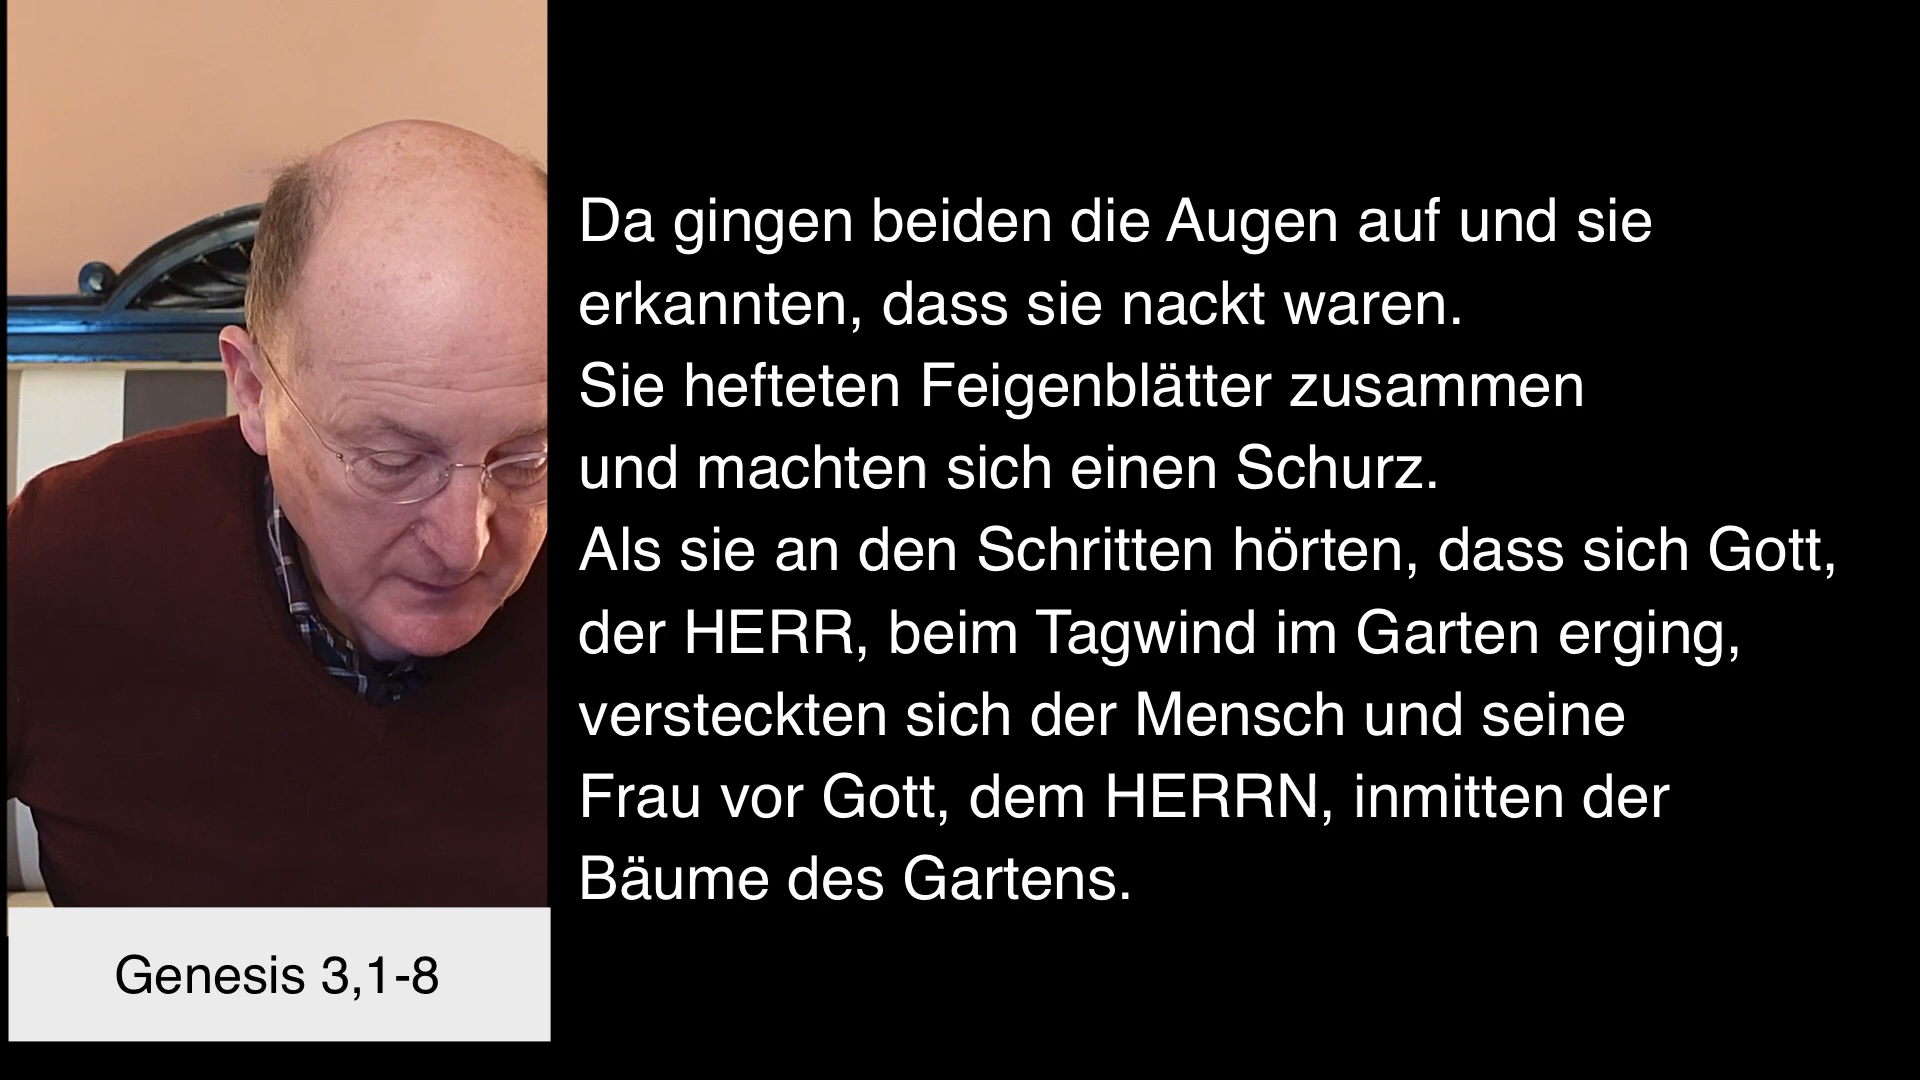 Da gingen beiden die Augen auf und sie
erkannten, dass sie nackt waren.
Sie hefteten Feigenblätter zusammen
und machten sich einen Schurz.
Als sie an den Schritten hörten, dass sich Gott,
der HERR, beim Tagwind im Garten erging,
versteckten sich der Mensch und seine
Frau vor Gott, dem HERRN, inmitten der
Bäume des Gartens.
Genesis 3,1-8